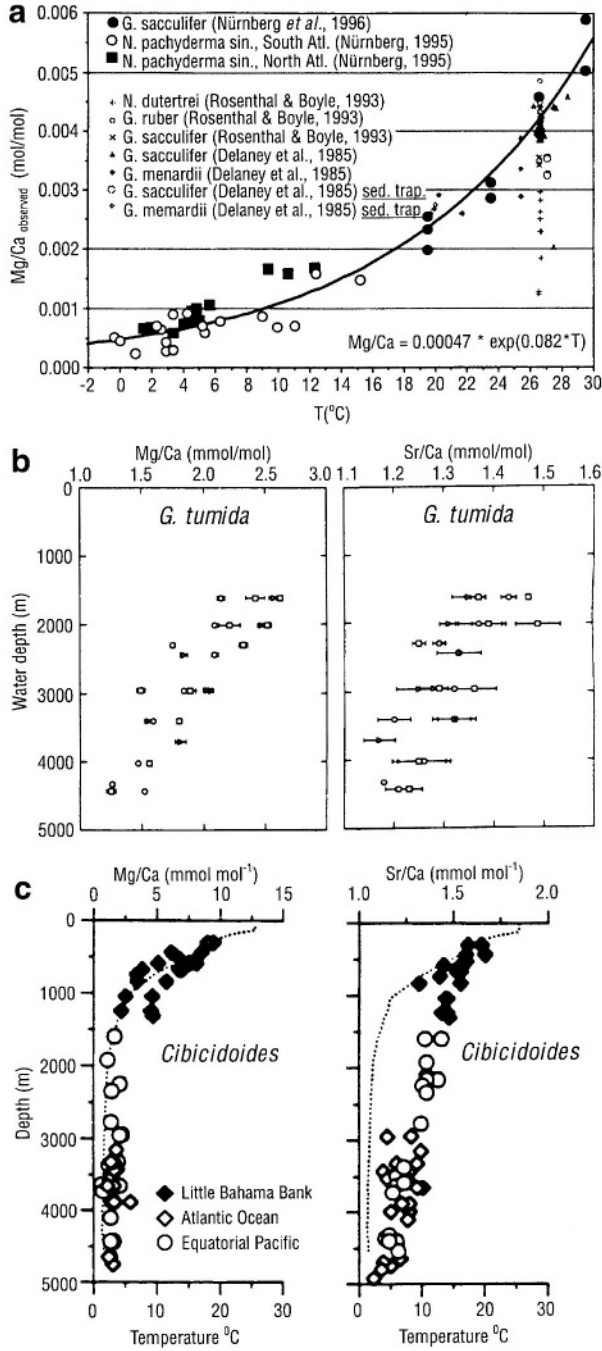 a
0.006
0.005
0.004
0.003
0.002
0.001
0.000
Mg/Ca observed (mol/mol)
G. sacculifer (Nürnberg et al., 1996)
N. pachyderma sin., South Atl. (Nürnberg, 1995)
N. pachyderma sin., North Atl. (Nürnberg, 1995)
N. dutertrei (Rosenthal & Boyle, 1993)
G. ruber (Rosenthal & Boyle, 1993)
G. sacculifer (Rosenthal & Boyle, 1993)
G. sacculifer (Delaney et al., 1985)
G. menardii (Delaney et al., 1985)
G. sacculifer (Delaney et al., 1985) sed. trap.
G. memardii (Delaney et al., 1985) sed. trap
Mg/Ca = 0.00047 * exp(0.082*T)
-2 0 2 4 6 8 10 12 14 16 18 20 22 24 26 28 30
T(°C)
b
Mg/Ca (mmol/mol)
1.0 1.5 2.0 2.5 3.0
Sr/Ca (mmol/mol)
1.1 1.2 1.3 1.4 1.5 1.6
G. tumida
G. tumida
0
1000
2000
3000
4000
5000
Water depth (m)
c
Mg/Ca (mmol mol⁻¹)
0 5 10 15
Sr/Ca (mmol mol⁻¹)
1.0 1.5 2.0
0
1000
2000
3000
4000
5000
Depth (m)
Cibicidoides
Cibicidoides
Little Bahama Bank
Atlantic Ocean
Equatorial Pacific
0 10 20 30
Temperature ⁰C
0 10 20 30
Temperature ⁰C